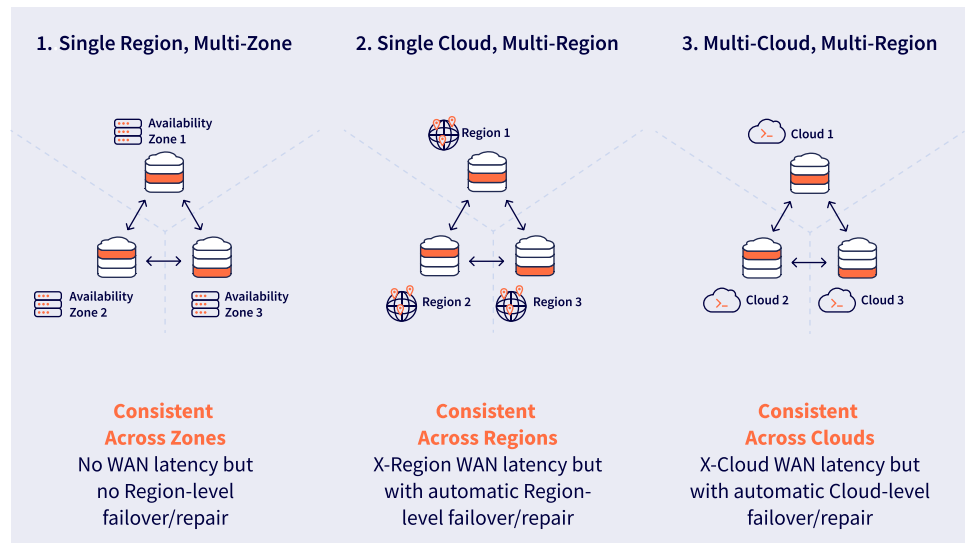 1. Single Region, Multi-Zone
Availability
Zone 1
Availability
Zone 2
Availability
Zone 3
Consistent
Across Zones
No WAN latency but
no Region-level
failover/repair
2. Single Cloud, Multi-Region
Region 1
Region 2
Region 3
Consistent
Across Regions
X-Region WAN latency but
with automatic Region-
level failover/repair
3. Multi-Cloud, Multi-Region
Cloud 1
Cloud 2
Cloud 3
Consistent
Across Clouds
X-Cloud WAN latency but
with automatic Cloud-level
failover/repair